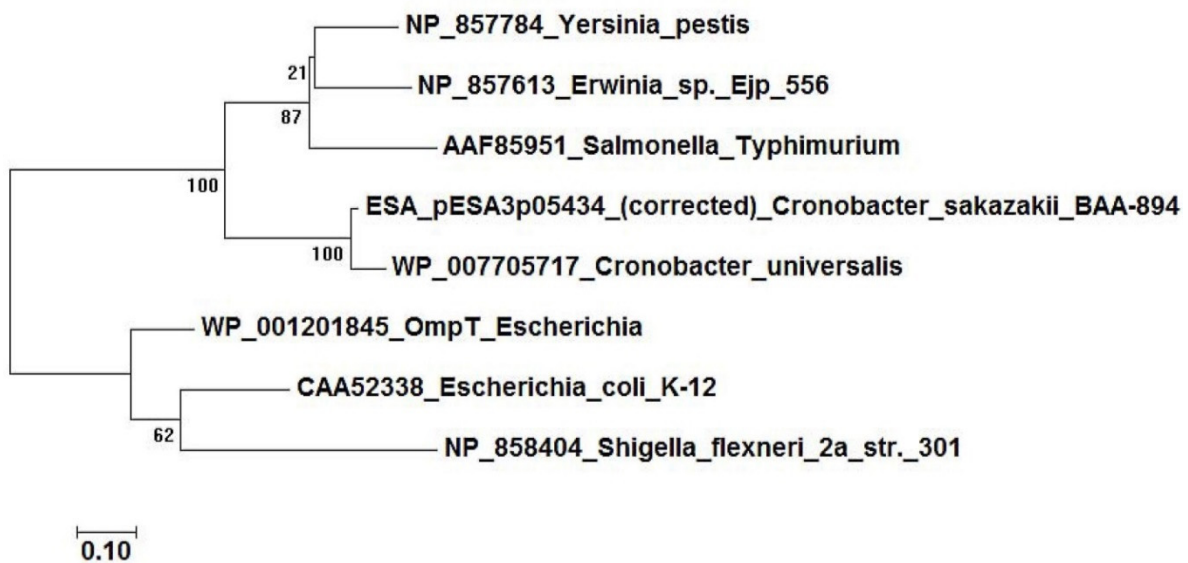 NP_857784_Yersinia_pestis
21
NP_857613_Erwinia_sp._Ejp_556
87
AAF85951_Salmonella_Typhimurium
100
ESA_pESA3p05434_(corrected)_Cronobacter_sakazakii_BAA-894
100
WP_007705717_Cronobacter_universalis
WP_001201845_OmpT_Escherichia
CAA52338_Escherichia_coli_K-12
62
NP_858404_Shigella_flexneri_2a_str._301
0.10